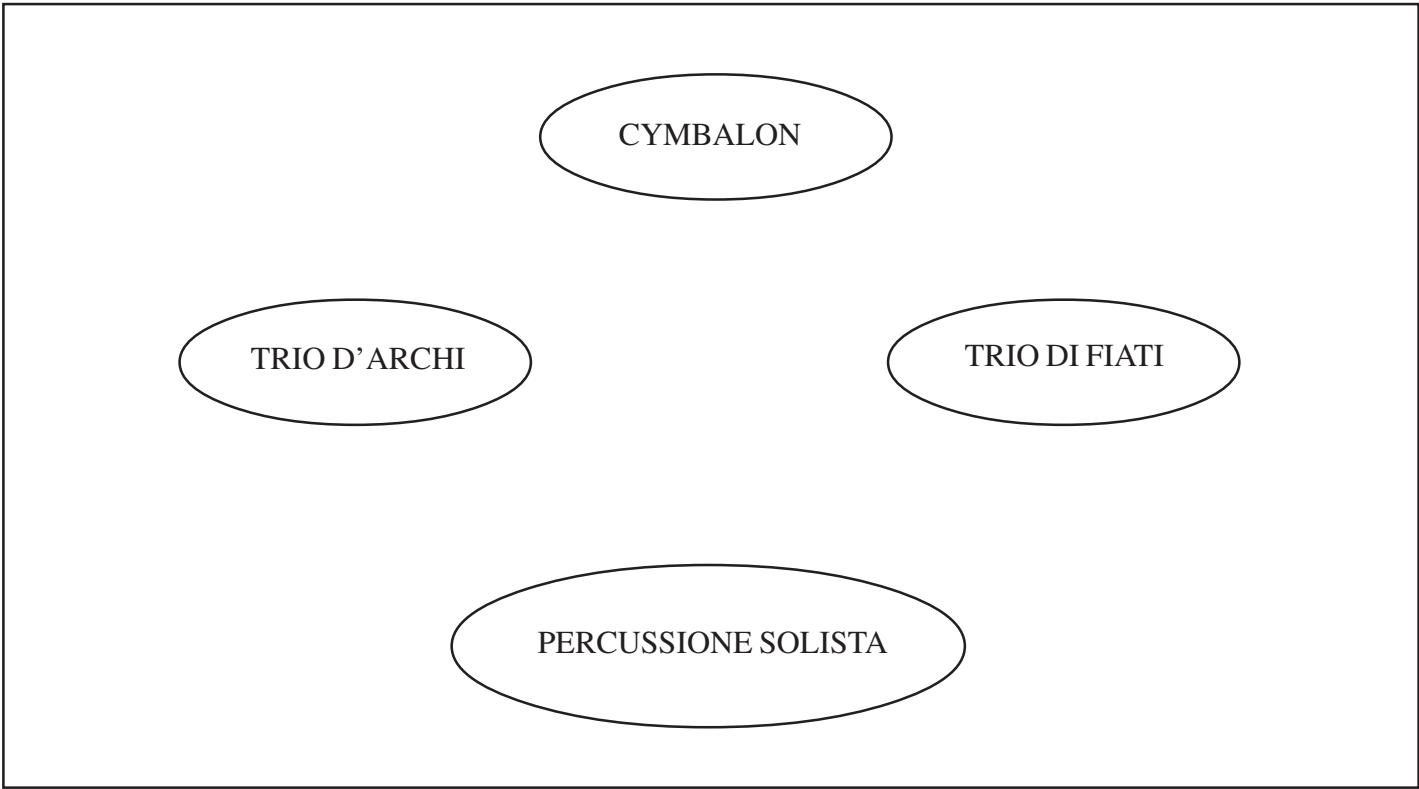 CYMBALON
TRIO D’ARCHI
TRIO DI FIATI
PERCUSSIONE SOLISTA